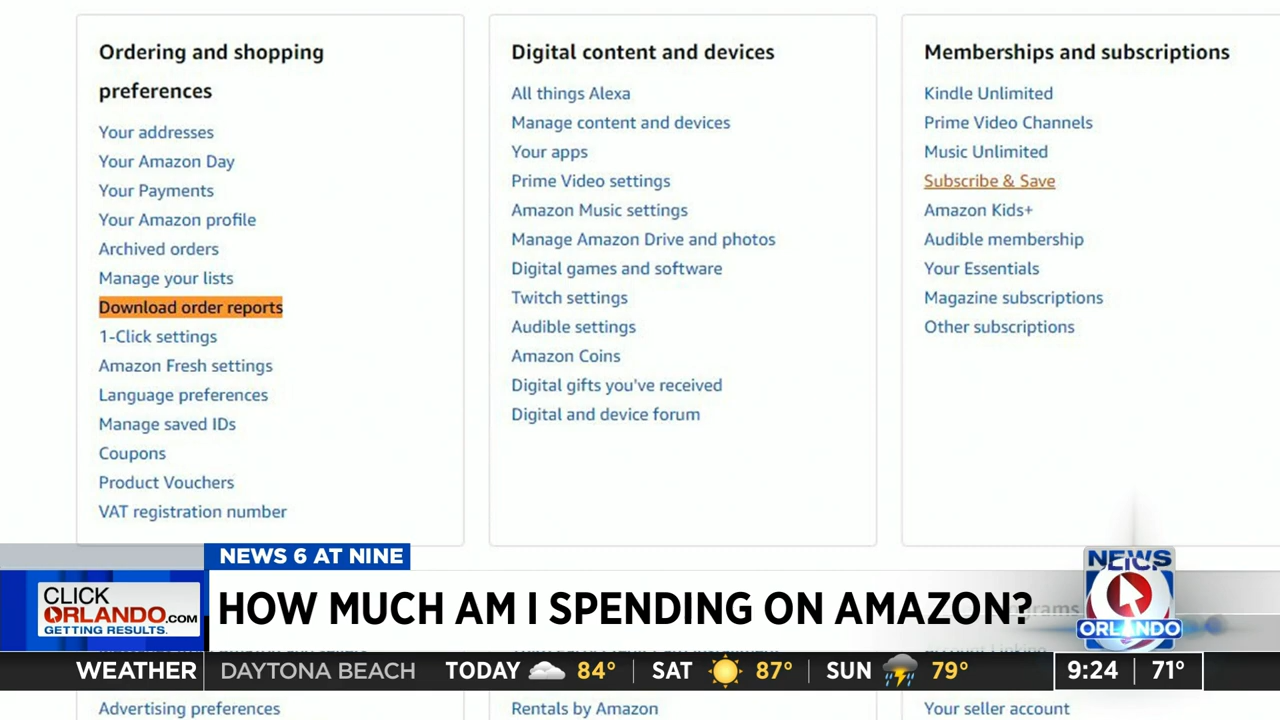 Ordering and shopping
preferences
Your addresses
Your Amazon Day
Your Payments
Your Amazon profile
Archived orders
Manage your lists
Download order reports
1-Click settings
Amazon Fresh settings
Language preferences
Manage saved IDs
Coupons
Product Vouchers
VAT registration number
Digital content and devices
All things Alexa
Manage content and devices
Your apps
Prime Video settings
Amazon Music settings
Manage Amazon Drive and photos
Digital games and software
Twitch settings
Audible settings
Amazon Coins
Digital gifts you've received
Digital and device forum
Memberships and subscriptions
Kindle Unlimited
Prime Video Channels
Music Unlimited
Subscribe & Save
Amazon Kids+
Audible membership
Your Essentials
Magazine subscriptions
Other subscriptions
NEWS 6 AT NINE
CLICK
ORLANDO.COM
GETTING RESULTS.
HOW MUCH AM I SPENDING ON AMAZON?
NEWS
ORLANDO
WEATHER DAYTONA BEACH TODAY 84° SAT 87° SUN 79° 9:24 71°
Advertising preferences
Rentals by Amazon
Your seller account